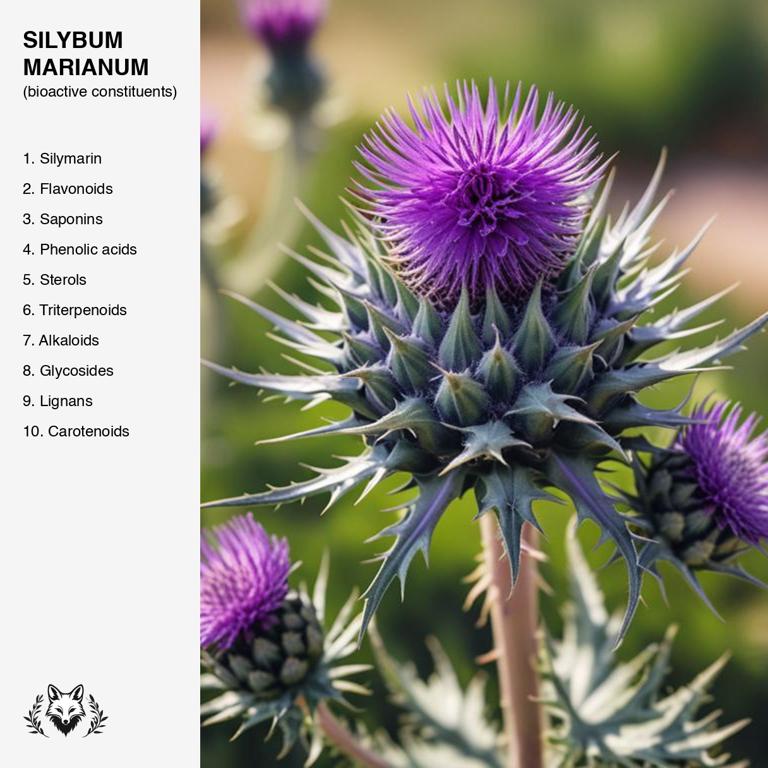 SILYBUM
MARIANUM
(bioactive constituents)
1. Silymarin
2. Flavonoids
3. Saponins
4. Phenolic acids
5. Sterols
6. Triterpenoids
7. Alkaloids
8. Glycosides
9. Lignans
10. Carotenoids